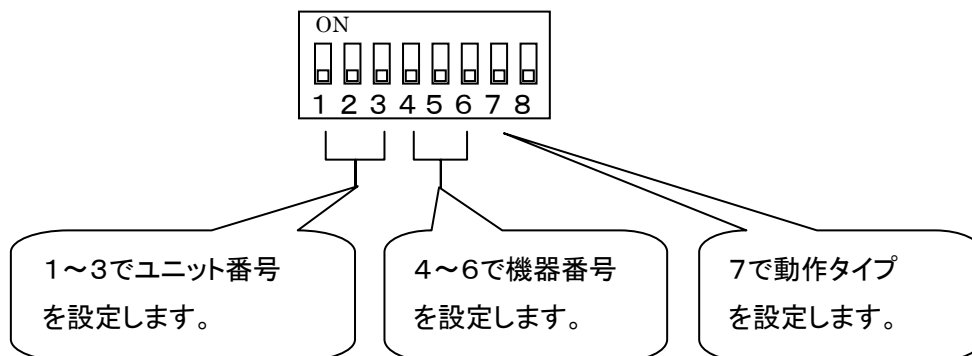 ON
1 2 3 4 5 6 7 8
1～3でユニット番号
を設定します。
4～6で機器番号
を設定します。
7で動作タイプ
を設定します。